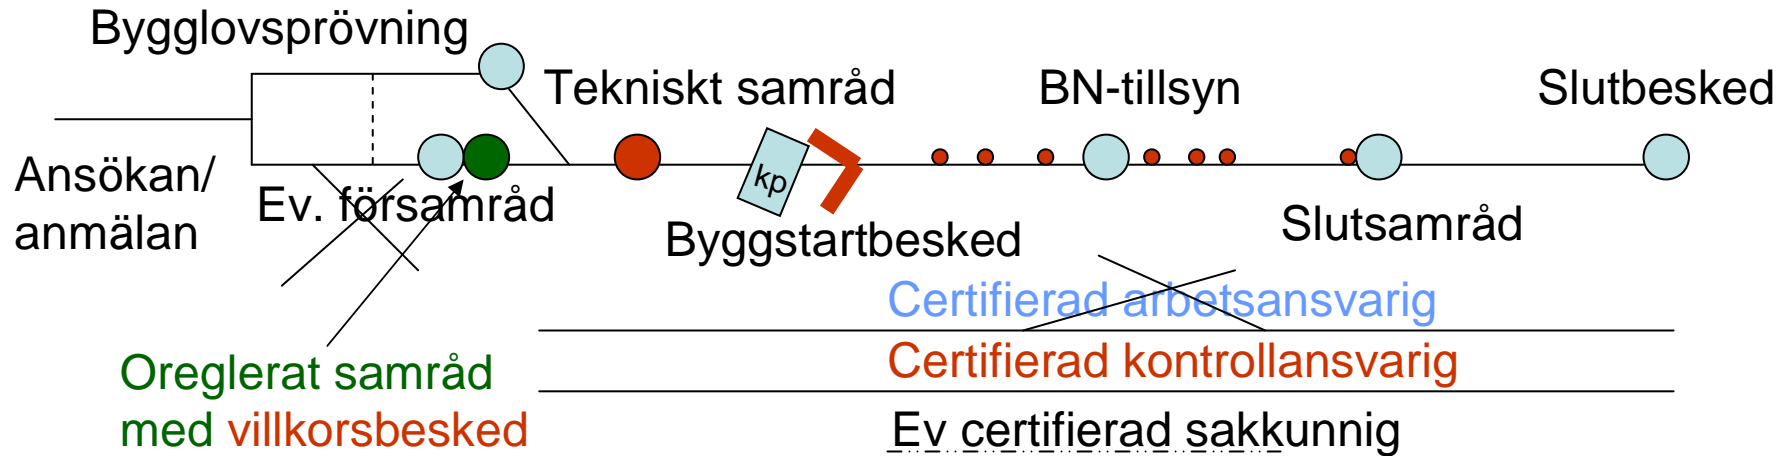 Bygglovsprövning
Tekniskt samråd
BN-tillsyn
Slutbesked
Ansökan/
anmälan
Ev. församråd
kp
Byggstartbesked
Slutsamråd
Certifierad arbetsansvarig
Certifierad kontrollansvarig
Ev certifierad sakkunnig
Oreglerat samråd
med villkorsbesked